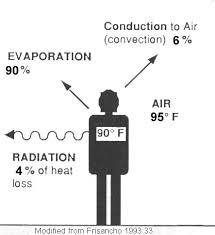 Conduction to Air
(convection) 6%
EVAPORATION
90%
AIR
95° F
90° F
RADIATION
4% of heat
loss
Modified from Frisancho 1993:33